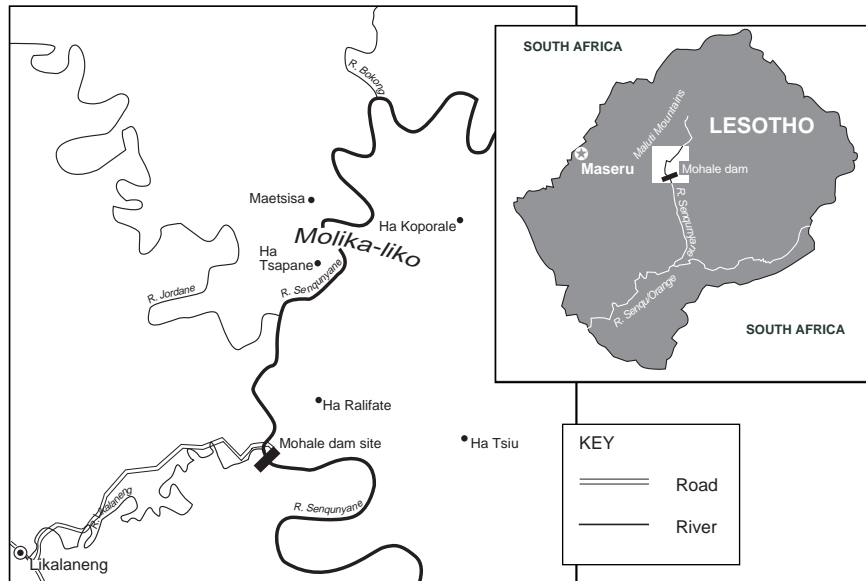 R. Bokong
Maetsisa
Ha Koporale
Molika-liko
Ha
Tsapane
R. Jordane
R. Senqunyane
Ha Ralifate
Mohale dam site
Ha Tsiu
R. Likalaneng
R. Senqunyane
Likalaneng
SOUTH AFRICA
Maluti Mountains
LESOTHO
Maseru
Mohale dam
R. Senqunyane
R. Senqu/Orange
SOUTH AFRICA
KEY
Road
River